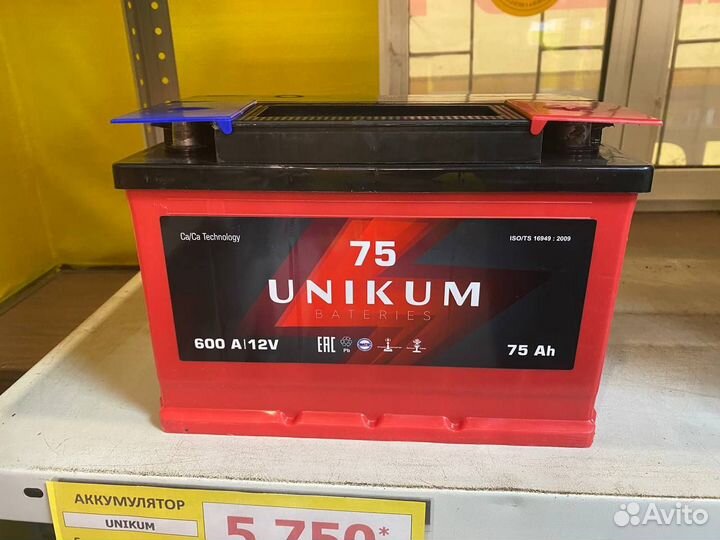 Ca/Ca Technology
ISO/TS 16949 : 2009
75
UNIKUM
BATERIES
600 A|12V
EAC
Pb
75 Ah
АККУМУЛЯТОР
UNIKUM
5 750*
Avito